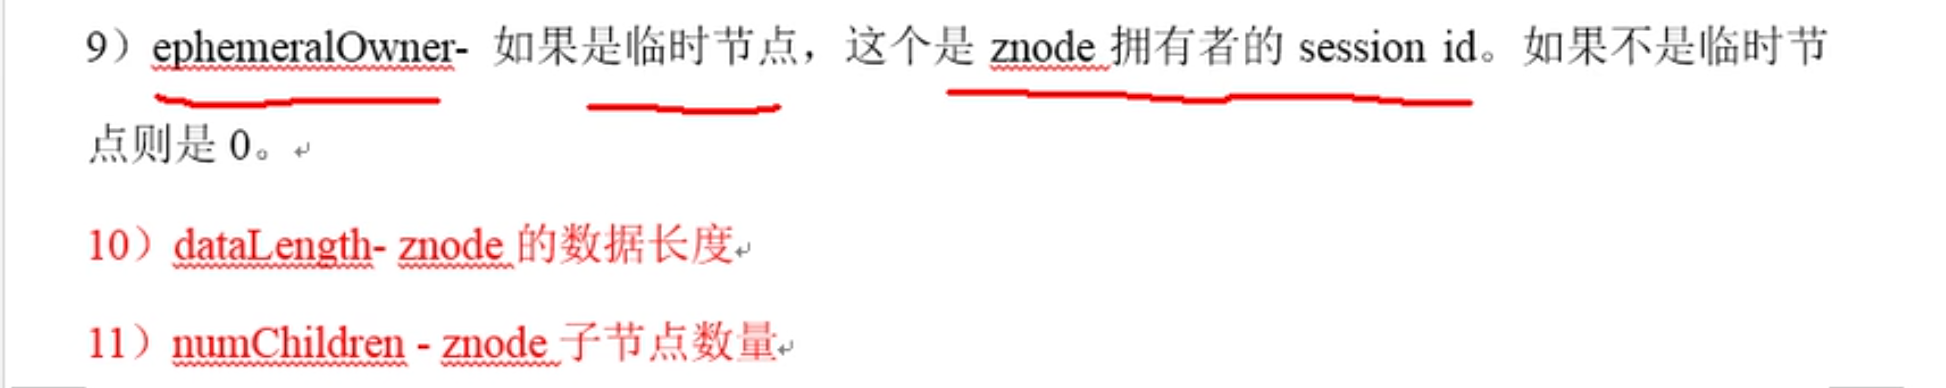 9）ephemeralOwner- 如果是临时节点，这个是 znode 拥有者的 session id。如果不是临时节
点则是 0。
10）dataLength- znode 的数据长度
11）numChildren - znode 子节点数量